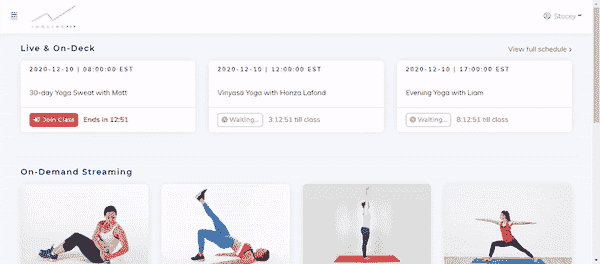 Stacey
Live & On-Deck
View full schedule >
2020-12-10 | 08:00:00 EST
30-day Yoga Sweat with Matt
Join Class Ends in 12:51
2020-12-10 | 12:00:00 EST
Vinyasa Yoga with Honza Lafond
Waiting... 3:12:51 till class
2020-12-10 | 17:00:00 EST
Evening Yoga with Liam
Waiting... 8:12:51 till class
On-Demand Streaming